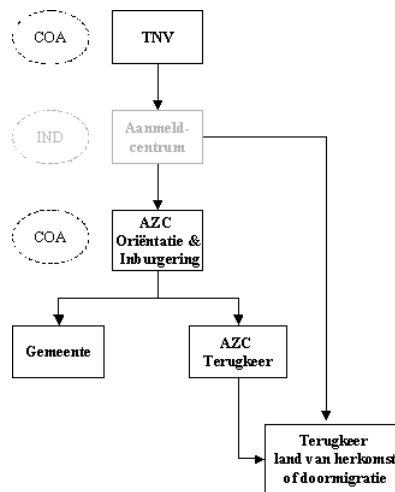 COA
TNV
IND
Aanmeld-
centrum
COA
AZC
Oriëntatie &
Inburgering
Gemeente
AZC
Terugkeer
Terugkeer
land van herkomst
of doormigratie